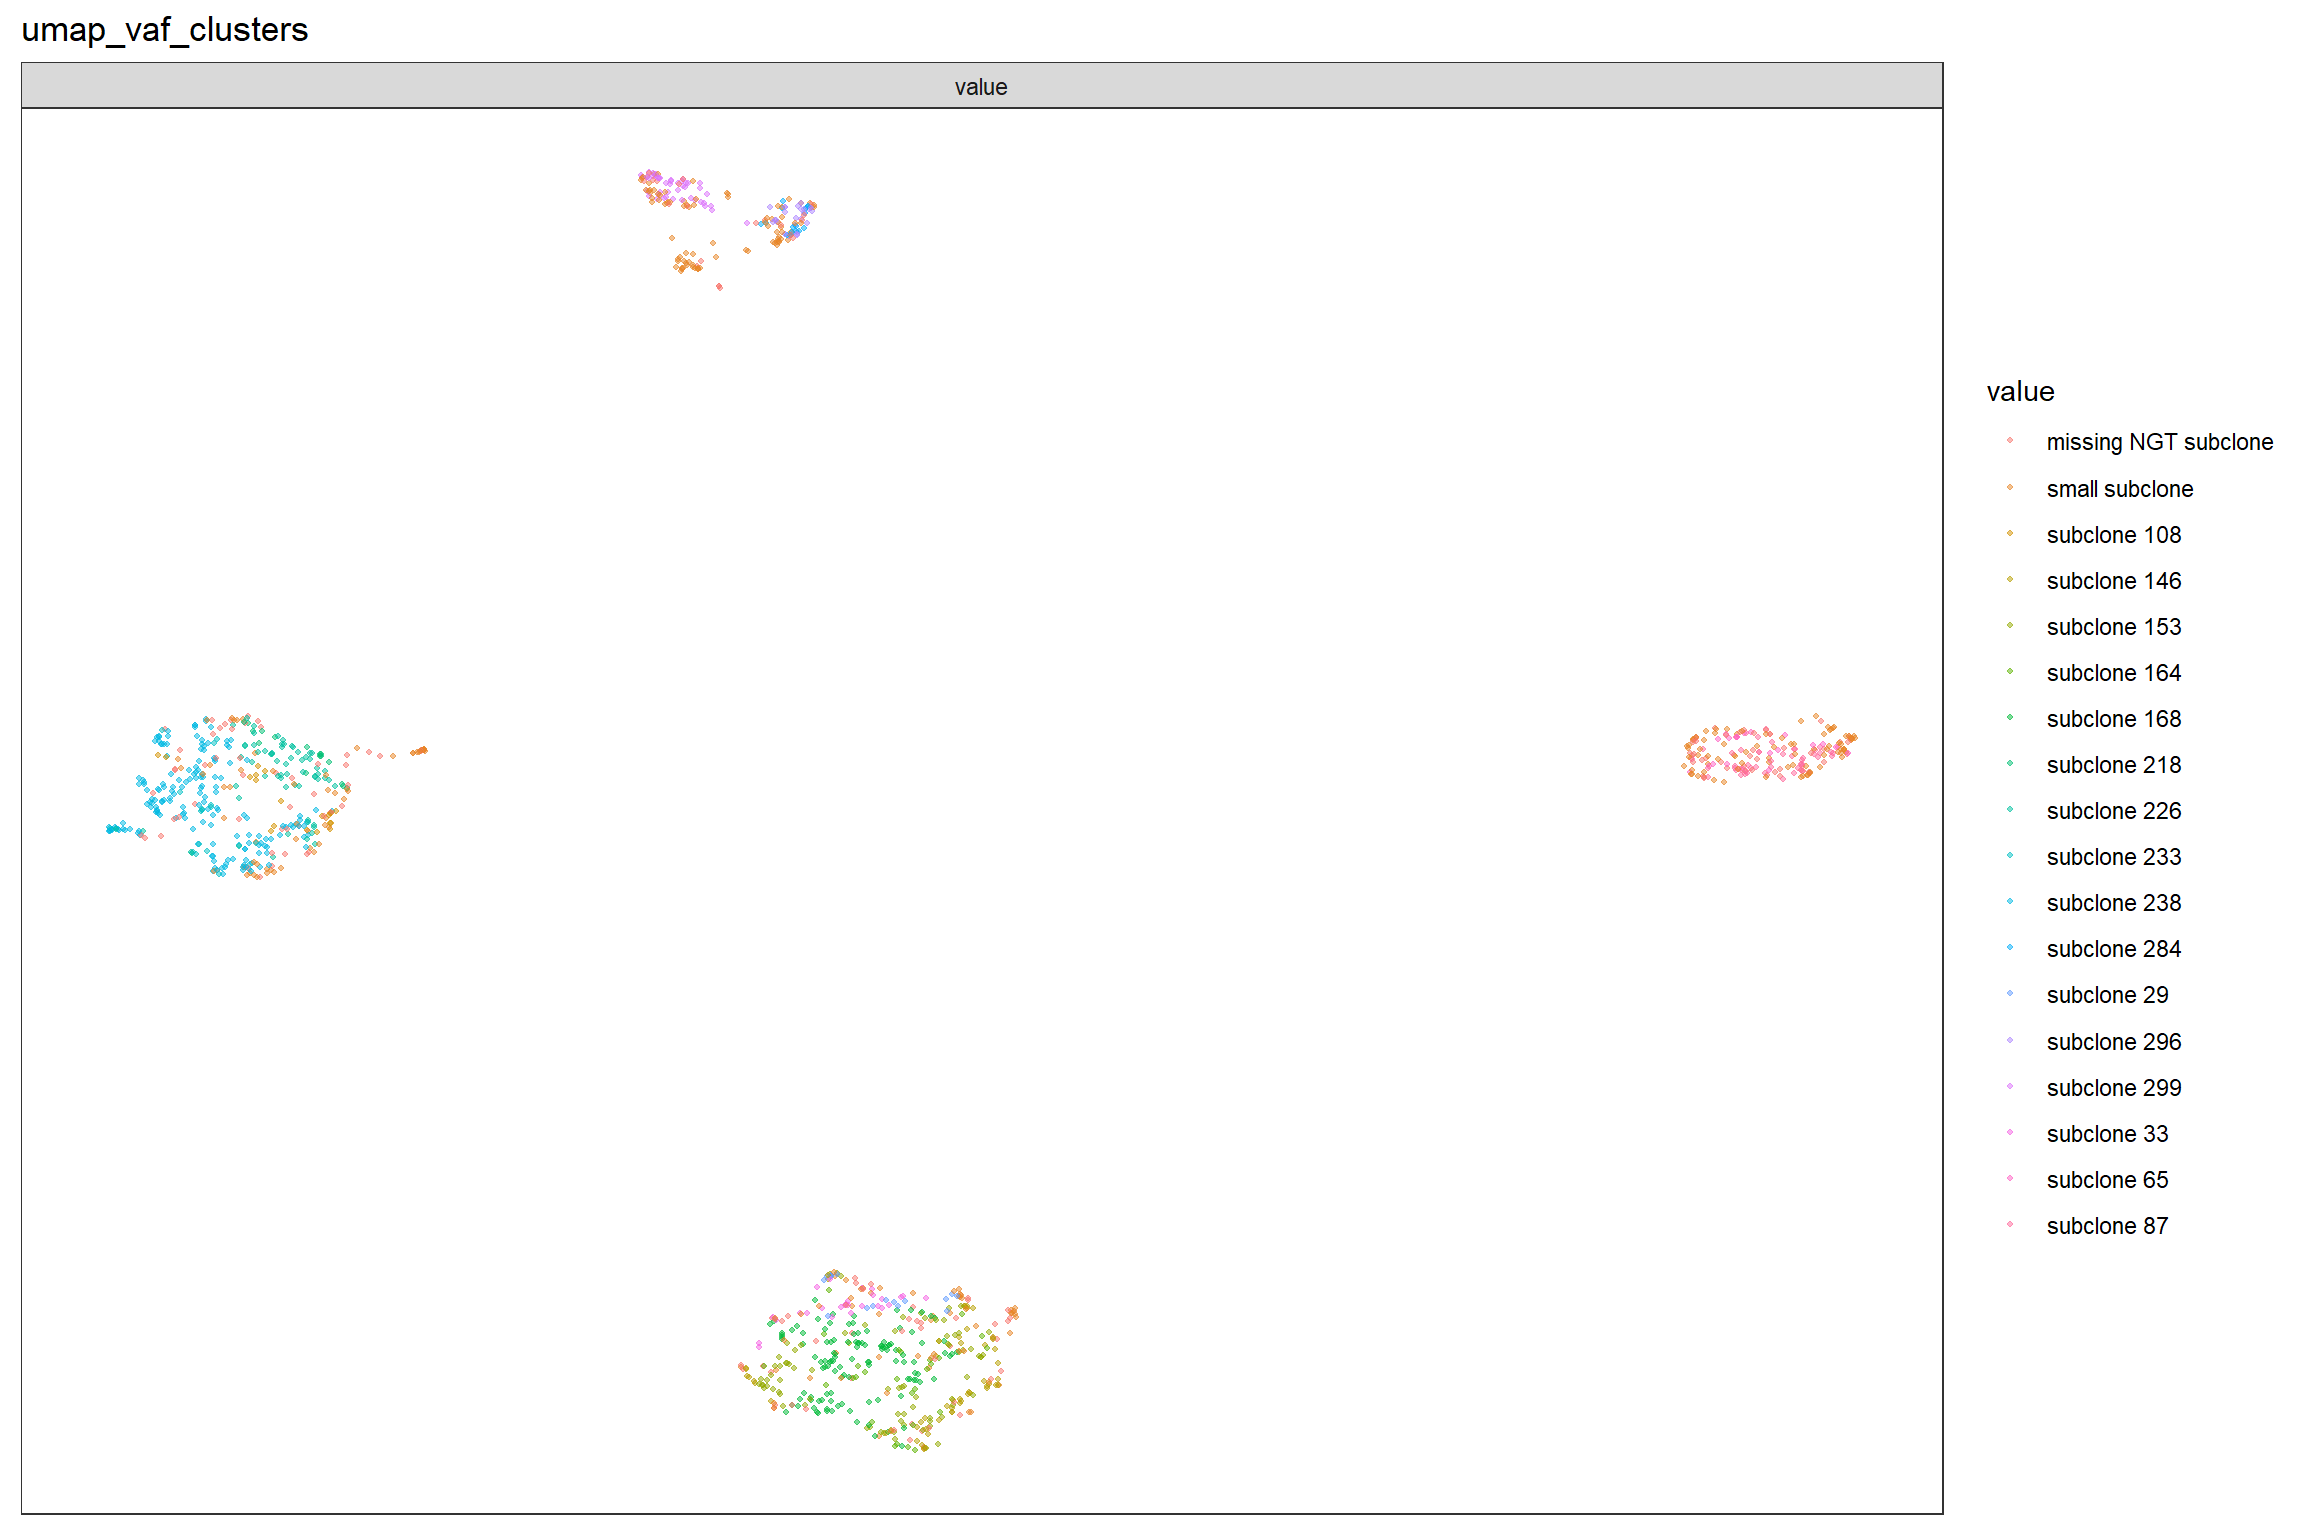 umap_vaf_clusters
value
value
missing NGT subclone
small subclone
subclone 108
subclone 146
subclone 153
subclone 164
subclone 168
subclone 218
subclone 226
subclone 233
subclone 238
subclone 284
subclone 29
subclone 296
subclone 299
subclone 33
subclone 65
subclone 87